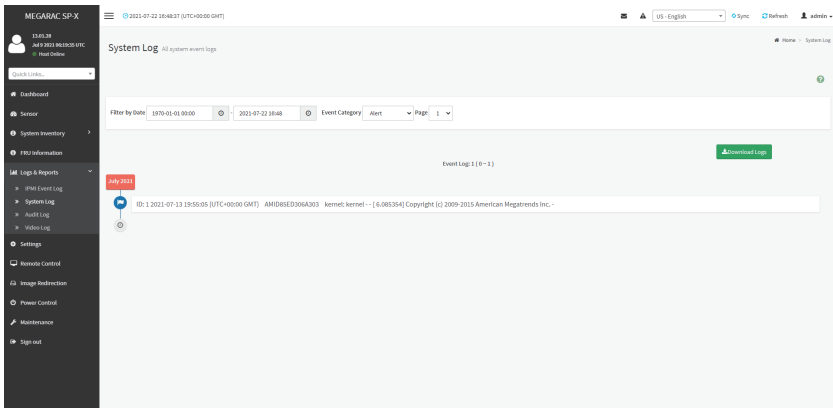 MEGARAC SP-X
2021-07-22 16:48:37 (UTC+00:00 GMT)
US - English
Sync
Refresh
admin
13.01.28
Jul 9 2021 06:19:55 UTC
Host Online
Quick Links...
Dashboard
Sensor
System Inventory
FRU Information
Logs & Reports
IPMI Event Log
System Log
Audit Log
Video Log
Settings
Remote Control
Image Redirection
Power Control
Maintenance
Sign out
System Log All system event logs
Home > System Log
Filter by Date 1970-01-01 00:00 - 2021-07-22 16:48 Event Category Alert Page 1
Download Logs
Event Log: 1 [ 0 ~ 1 ]
July 2021
ID: 1 2021-07-13 19:55:05 (UTC+00:00 GMT) AMID85ED306A303 kernel: kernel - - [ 6.085354] Copyright (c) 2009-2015 American Megatrends Inc. -